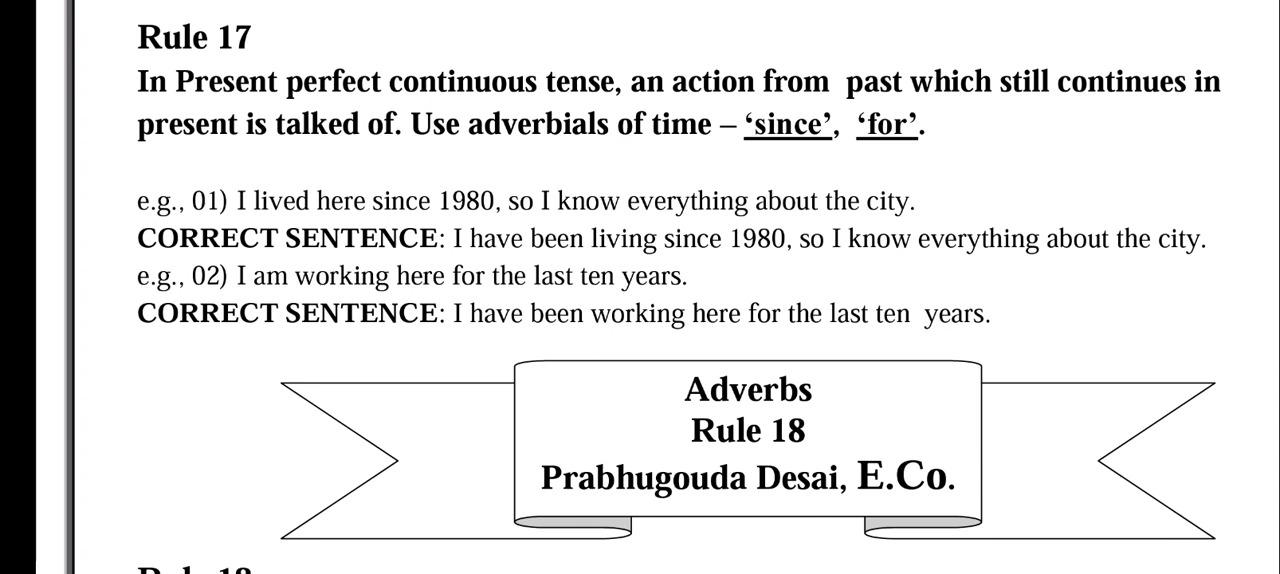 Rule 17
In Present perfect continuous tense, an action from past which still continues in
present is talked of. Use adverbials of time – ‘since’, ‘for’.
e.g., 01) I lived here since 1980, so I know everything about the city.
CORRECT SENTENCE: I have been living since 1980, so I know everything about the city.
e.g., 02) I am working here for the last ten years.
CORRECT SENTENCE: I have been working here for the last ten years.
Adverbs
Rule 18
Prabhugouda Desai, E.Co.